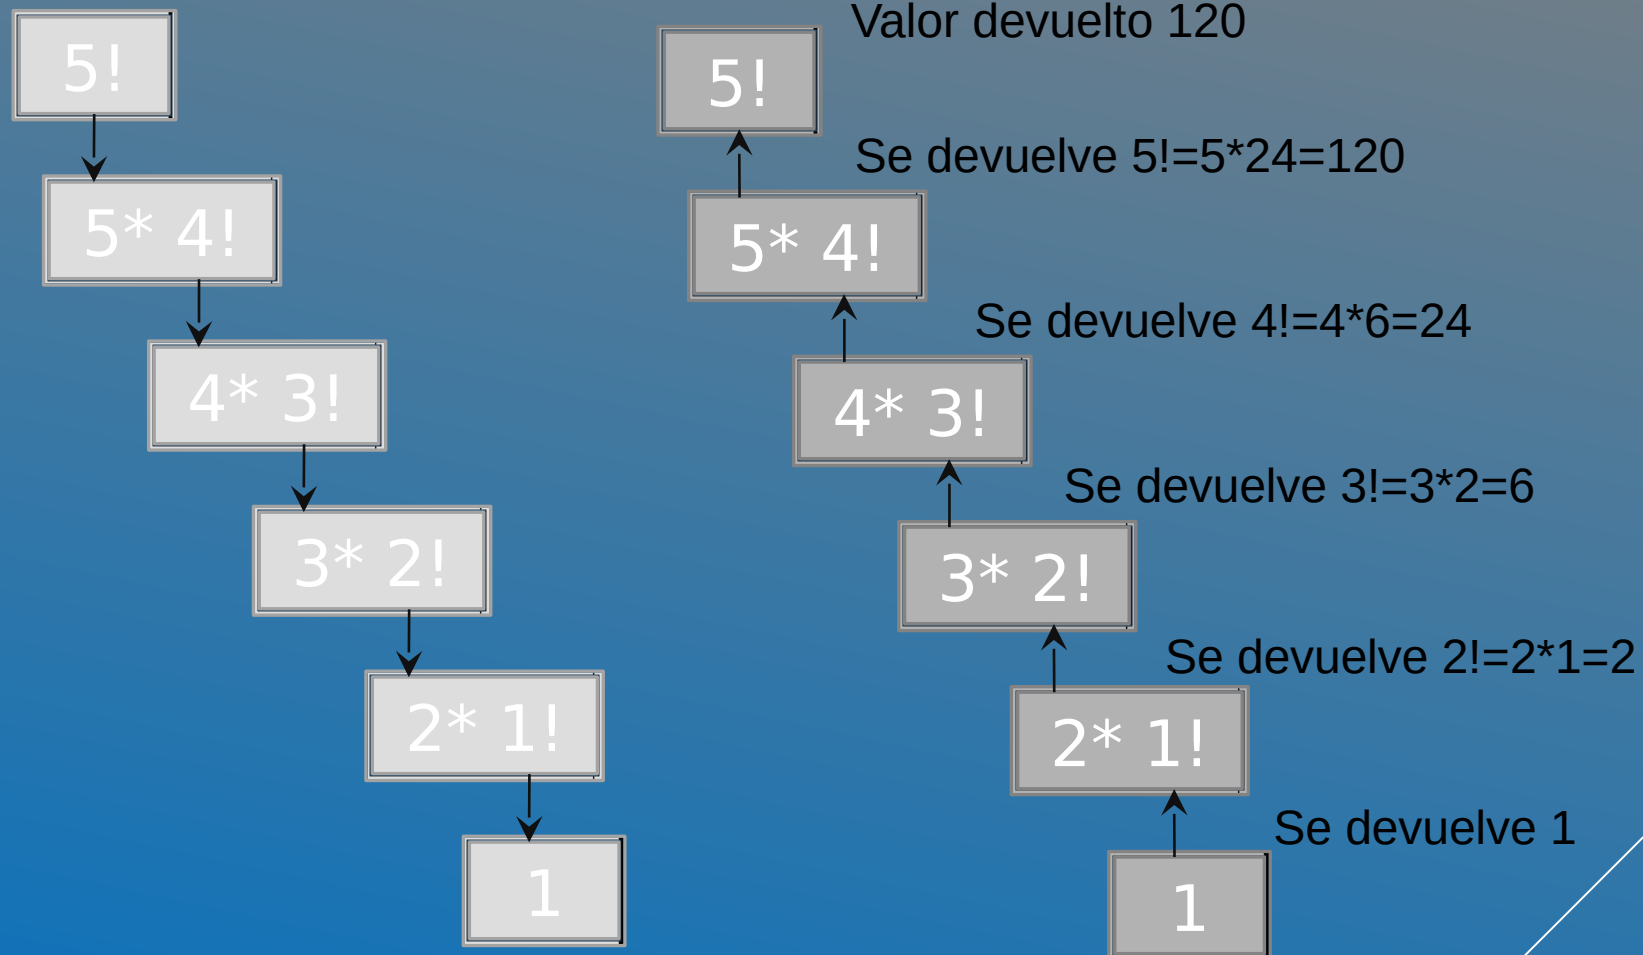 5!
5* 4!
4* 3!
3* 2!
2* 1!
1
Valor devuelto 120
5!
Se devuelve 5!=5*24=120
5* 4!
Se devuelve 4!=4*6=24
4* 3!
Se devuelve 3!=3*2=6
3* 2!
Se devuelve 2!=2*1=2
2* 1!
Se devuelve 1
1